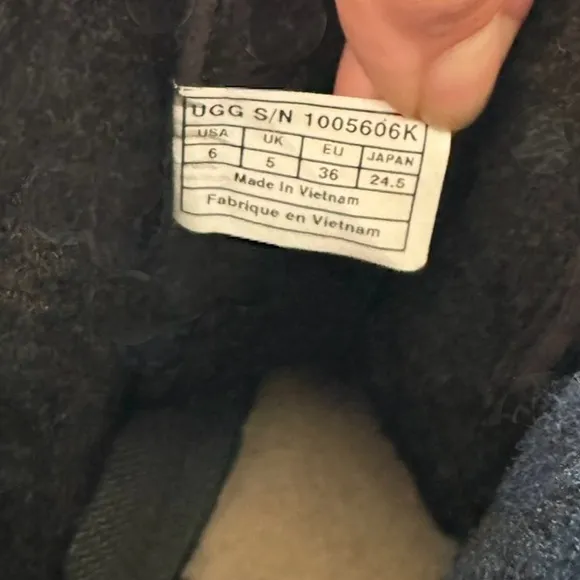 UGG S/N 1005606K
USA UK EU JAPAN
6 5 36 24.5
Made In Vietnam
Fabrique en Vietnam